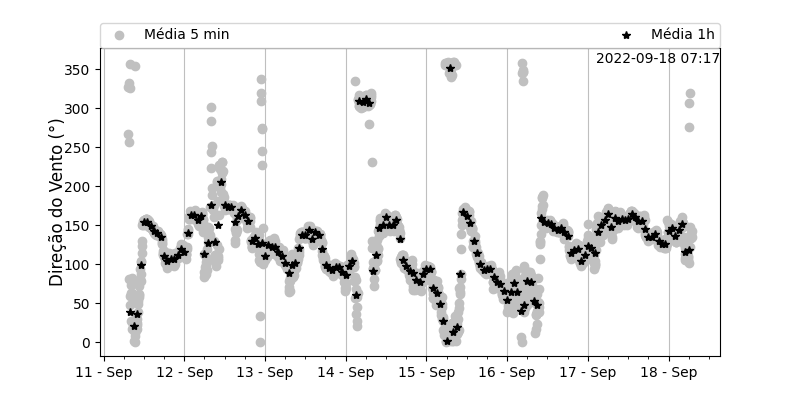 Média 5 min
Média 1h
2022-09-18 07:17
Direção do Vento (°)
350
300
250
200
150
100
50
0
11 - Sep
12 - Sep
13 - Sep
14 - Sep
15 - Sep
16 - Sep
17 - Sep
18 - Sep